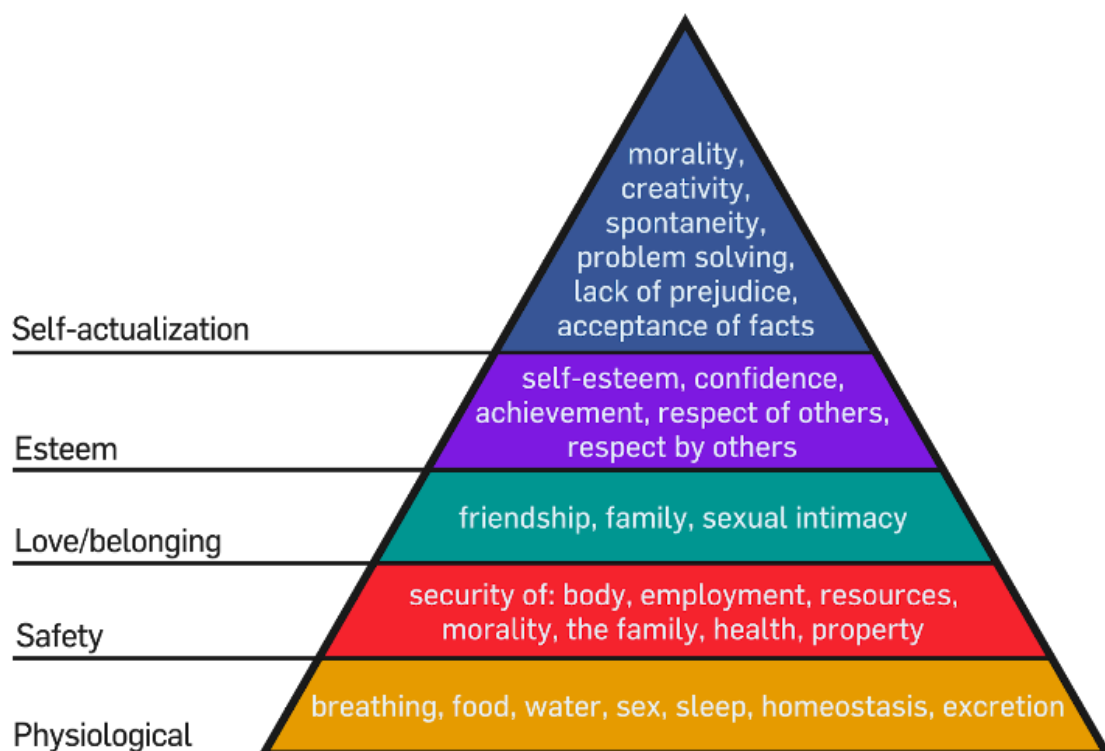 morality,
creativity,
spontaneity,
problem solving,
lack of prejudice,
acceptance of facts
Self-actualization
self-esteem, confidence,
achievement, respect of others,
respect by others
Esteem
friendship, family, sexual intimacy
Love/belonging
security of: body, employment, resources,
morality, the family, health, property
Safety
breathing, food, water, sex, sleep, homeostasis, excretion
Physiological